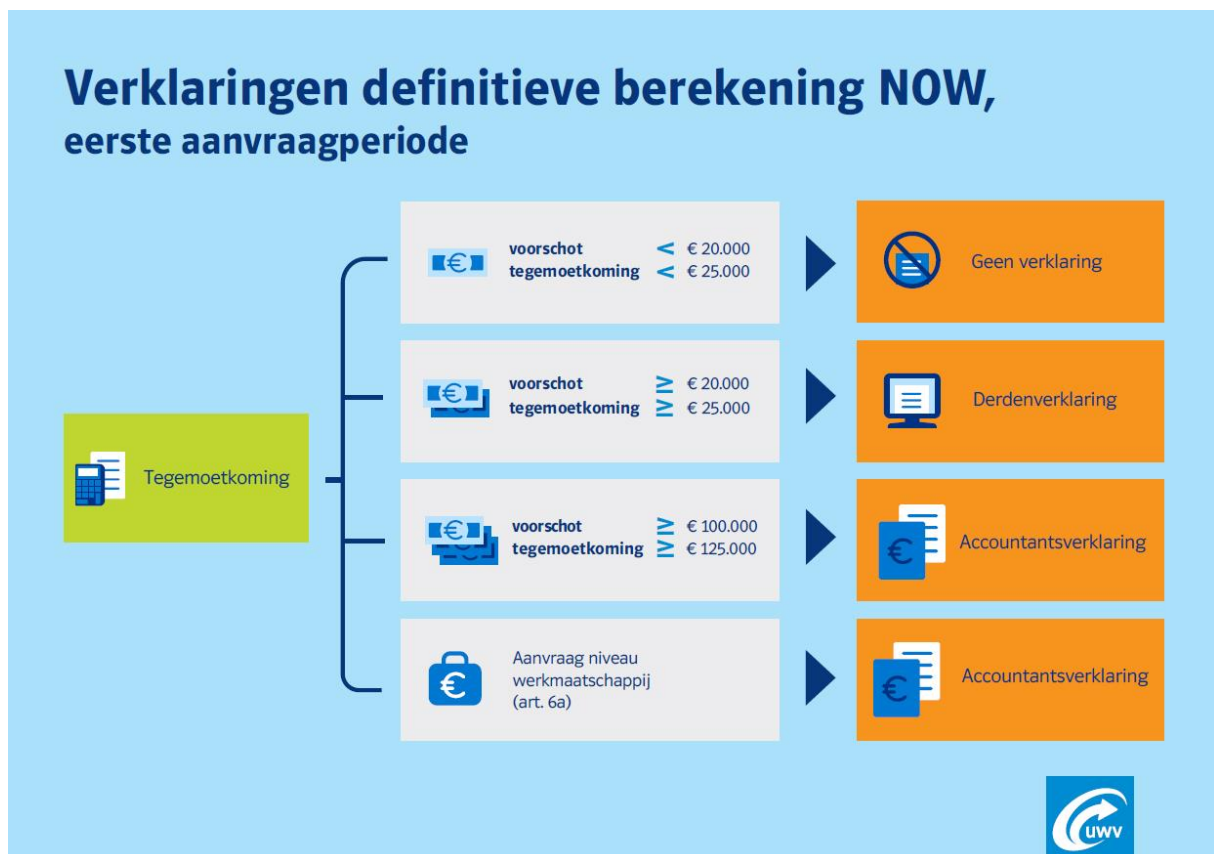 Verklaringen definitieve berekening NOW,
eerste aanvraagperiode
Tegemoetkoming
voorschot < € 20.000
tegemoetkoming < € 25.000
Geen verklaring
voorschot ≥ € 20.000
tegemoetkoming ≥ € 25.000
Derdenverklaring
voorschot ≥ € 100.000
tegemoetkoming ≥ € 125.000
Accountantsverklaring
Aanvraag niveau
werkmaatschappij
(art. 6a)
Accountantsverklaring
UWV